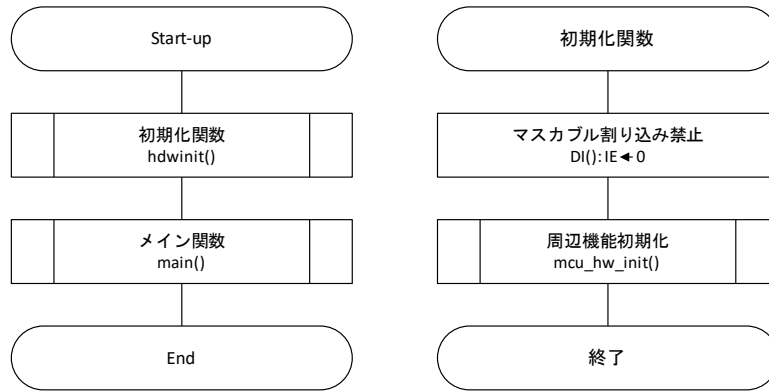 Start-up
初期化関数
hdwinit()
メイン関数
main()
End
初期化関数
マスカブル割り込み禁止
DI():IE←0
周辺機能初期化
mcu_hw_init()
終了